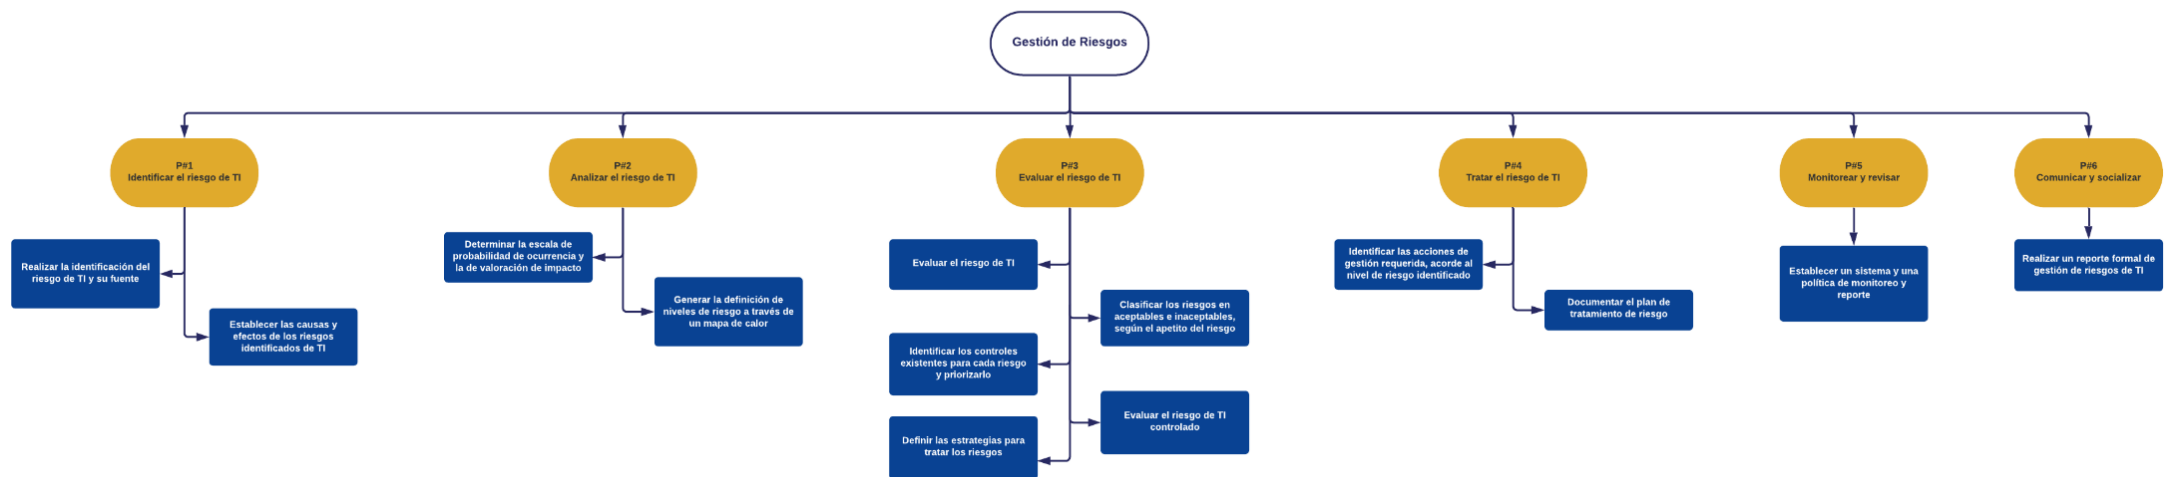 Gestión de Riesgos
P#1
Identificar el riesgo de TI
P#2
Analizar el riesgo de TI
P#3
Evaluar el riesgo de TI
P#4
Tratar el riesgo de TI
P#5
Monitorear y revisar
P#6
Comunicar y socializar
Realizar la identificación del
riesgo de TI y su fuente
Establecer las causas y
efectos de los riesgos
identificados de TI
Determinar la escala de
probabilidad de ocurrencia y
la de valoración de impacto
Generar la definición de
niveles de riesgo a través de
un mapa de calor
Evaluar el riesgo de TI
Clasificar los riesgos en
aceptables e inaceptables,
según el apetito del riesgo
Identificar los controles
existentes para cada riesgo
y priorizarlo
Evaluar el riesgo de TI
controlado
Definir las estrategias para
tratar los riesgos
Identificar las acciones de
gestión requerida, acorde al
nivel de riesgo identificado
Documentar el plan de
tratamiento de riesgo
Establecer un sistema y una
política de monitoreo y
reporte
Realizar un reporte formal de
gestión de riesgos de TI